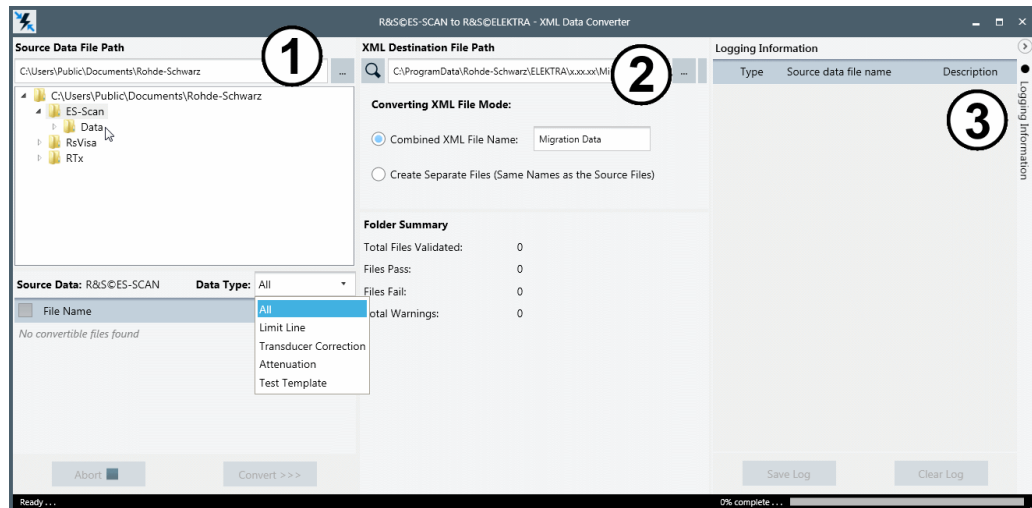 R&S©ES-SCAN to R&S©ELEKTRA - XML Data Converter
Source Data File Path
C:\Users\Public\Documents\Rohde-Schwarz
...
C:\Users\Public\Documents\Rohde-Schwarz
ES-Scan
Data
RsVisa
RTx
1
Source Data: R&S©ES-SCAN
Data Type: All
File Name
No convertible files found
All
Limit Line
Transducer Correction
Attenuation
Test Template
Abort
Convert >>>
XML Destination File Path
C:\ProgramData\Rohde-Schwarz\ELEKTRA\x.xx.xx\Mi
...
2
Converting XML File Mode:
Combined XML File Name: Migration Data
Create Separate Files (Same Names as the Source Files)
Folder Summary
Total Files Validated: 0
Files Pass: 0
Files Fail: 0
Total Warnings: 0
Logging Information
Type Source data file name Description
3
Logging Information
Save Log
Clear Log
Ready . . .
0% complete . . .